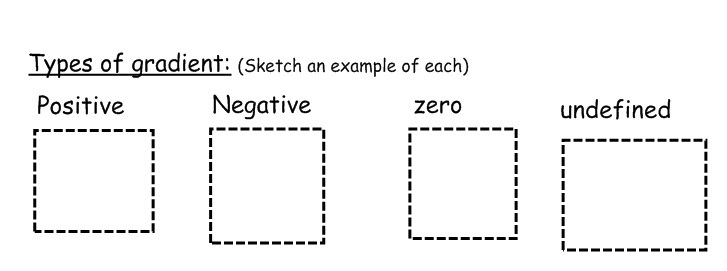 Types of gradient: (Sketch an example of each)
Positive Negative zero undefined